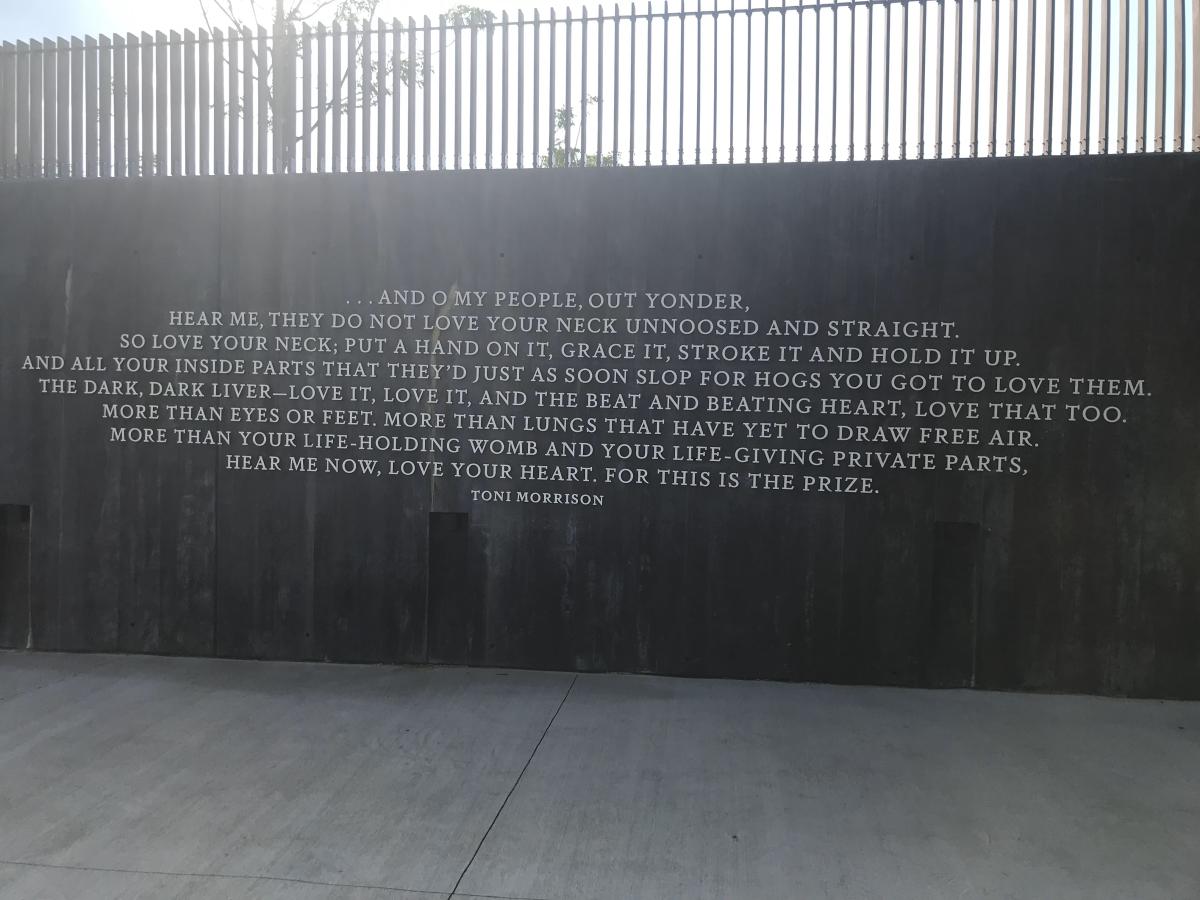 ...AND O MY PEOPLE, OUT YONDER,
HEAR ME, THEY DO NOT LOVE YOUR NECK UNNOOSED AND STRAIGHT.
SO LOVE YOUR NECK; PUT A HAND ON IT, GRACE IT, STROKE IT AND HOLD IT UP.
AND ALL YOUR INSIDE PARTS THAT THEY'D JUST AS SOON SLOP FOR HOGS YOU GOT TO LOVE THEM.
THE DARK, DARK LIVER—LOVE IT, LOVE IT, AND THE BEAT AND BEATING HEART, LOVE THAT TOO.
MORE THAN EYES OR FEET. MORE THAN LUNGS THAT HAVE YET TO DRAW FREE AIR.
MORE THAN YOUR LIFE-HOLDING WOMB AND YOUR LIFE-GIVING PRIVATE PARTS,
HEAR ME NOW, LOVE YOUR HEART. FOR THIS IS THE PRIZE.
TONI MORRISON